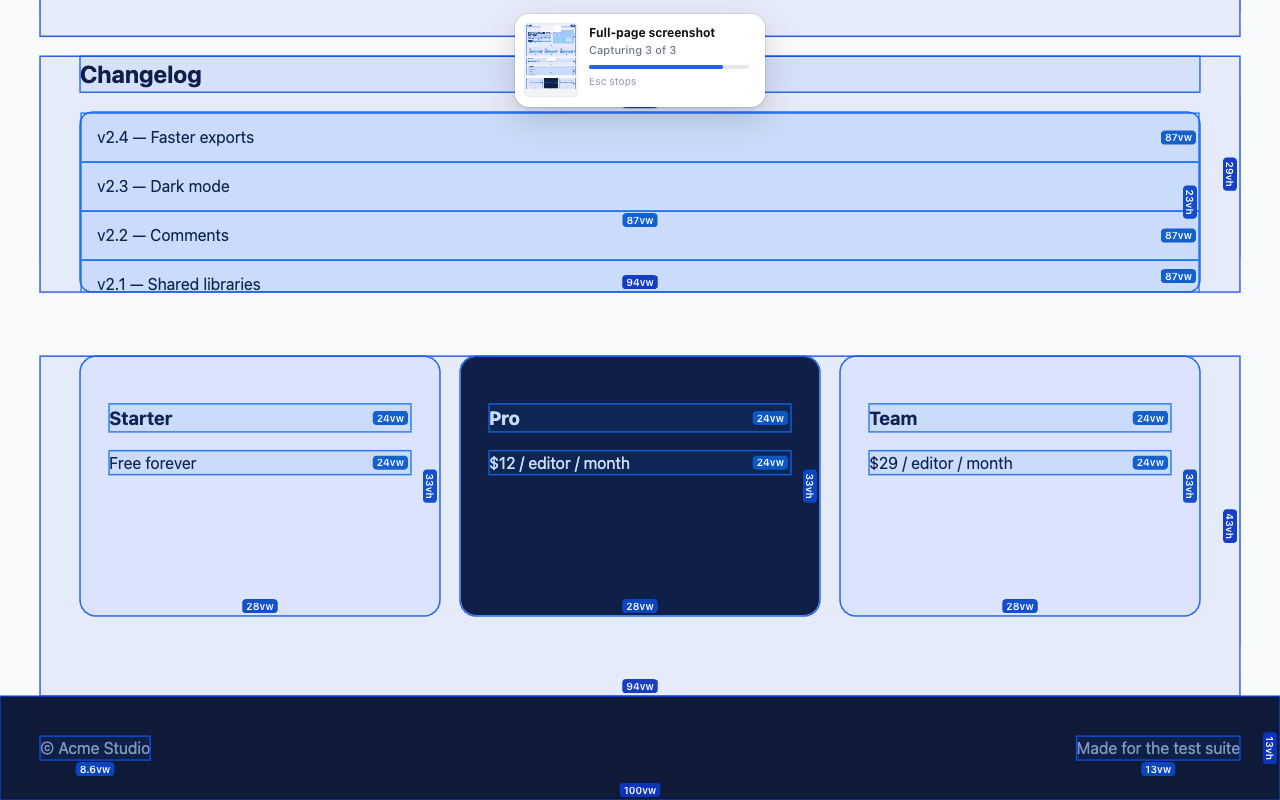 Full-page screenshot
Capturing 3 of 3
Esc stops
Changelog
v2.4 — Faster exports
87vw
v2.3 — Dark mode
29vh
23vh
87vw
v2.2 — Comments
87vw
v2.1 — Shared libraries
94vw
87vw
Starter
24vw
Free forever
24vw
33vh
28vw
Pro
24vw
$12 / editor / month
24vw
33vh
28vw
Team
24vw
$29 / editor / month
24vw
33vh
28vw
43vh
94vw
© Acme Studio
8.6vw
Made for the test suite
13vw
13vh
100vw